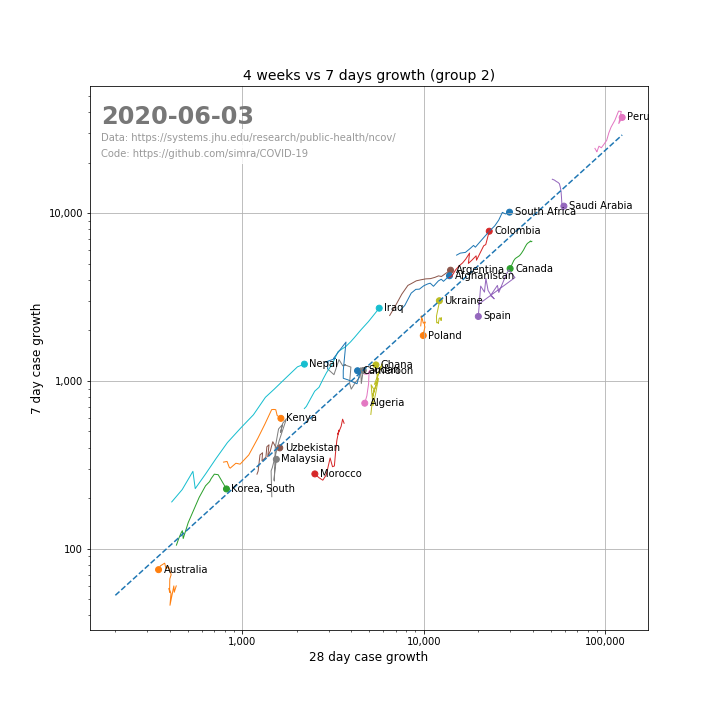 4 weeks vs 7 days growth (group 2)
2020-06-03
Data: https://systems.jhu.edu/research/public-health/ncov/
Code: https://github.com/simra/COVID-19
Peru
Saudi Arabia
South Africa
10,000
Colombia
Canada
Argentina
Afghanistan
Ukraine
Iraq
Spain
Poland
Nepal
Ghana
Cameroon
1,000
Algeria
Kenya
Uzbekistan
Malaysia
Morocco
Korea, South
100
Australia
1,000
10,000
100,000
28 day case growth
7 day case growth